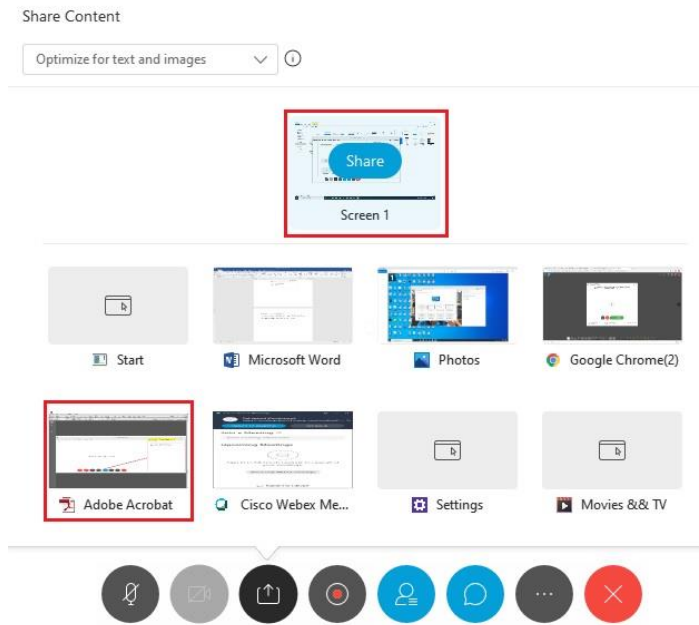 Share Content
Optimize for text and images
Share
Screen 1
Start
Microsoft Word
Photos
Google Chrome(2)
Adobe Acrobat
Cisco Webex Me...
Settings
Movies && TV